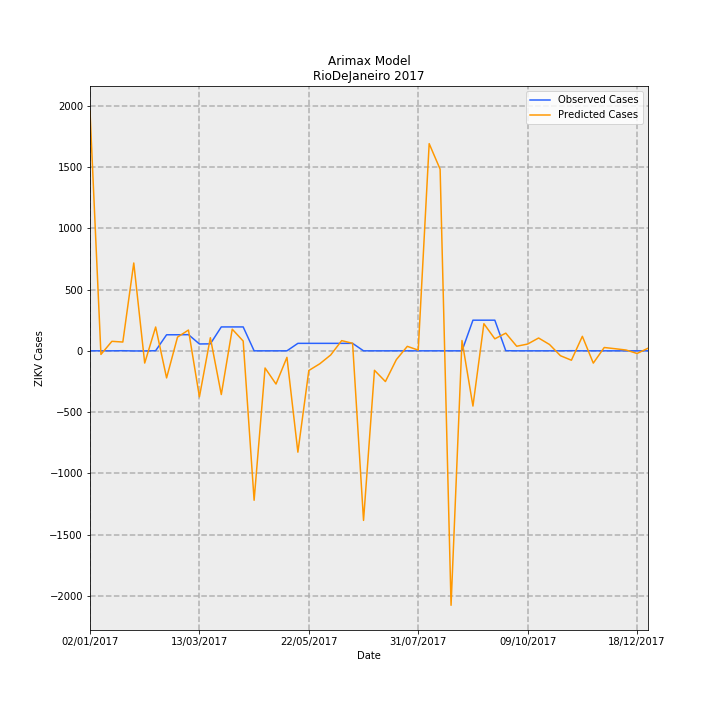 Arimax Model
RioDeJaneiro 2017
Observed Cases
Predicted Cases
2000
1500
1000
500
0
−500
−1000
−1500
−2000
ZIKV Cases
02/01/2017 13/03/2017 22/05/2017 31/07/2017 09/10/2017 18/12/2017
Date